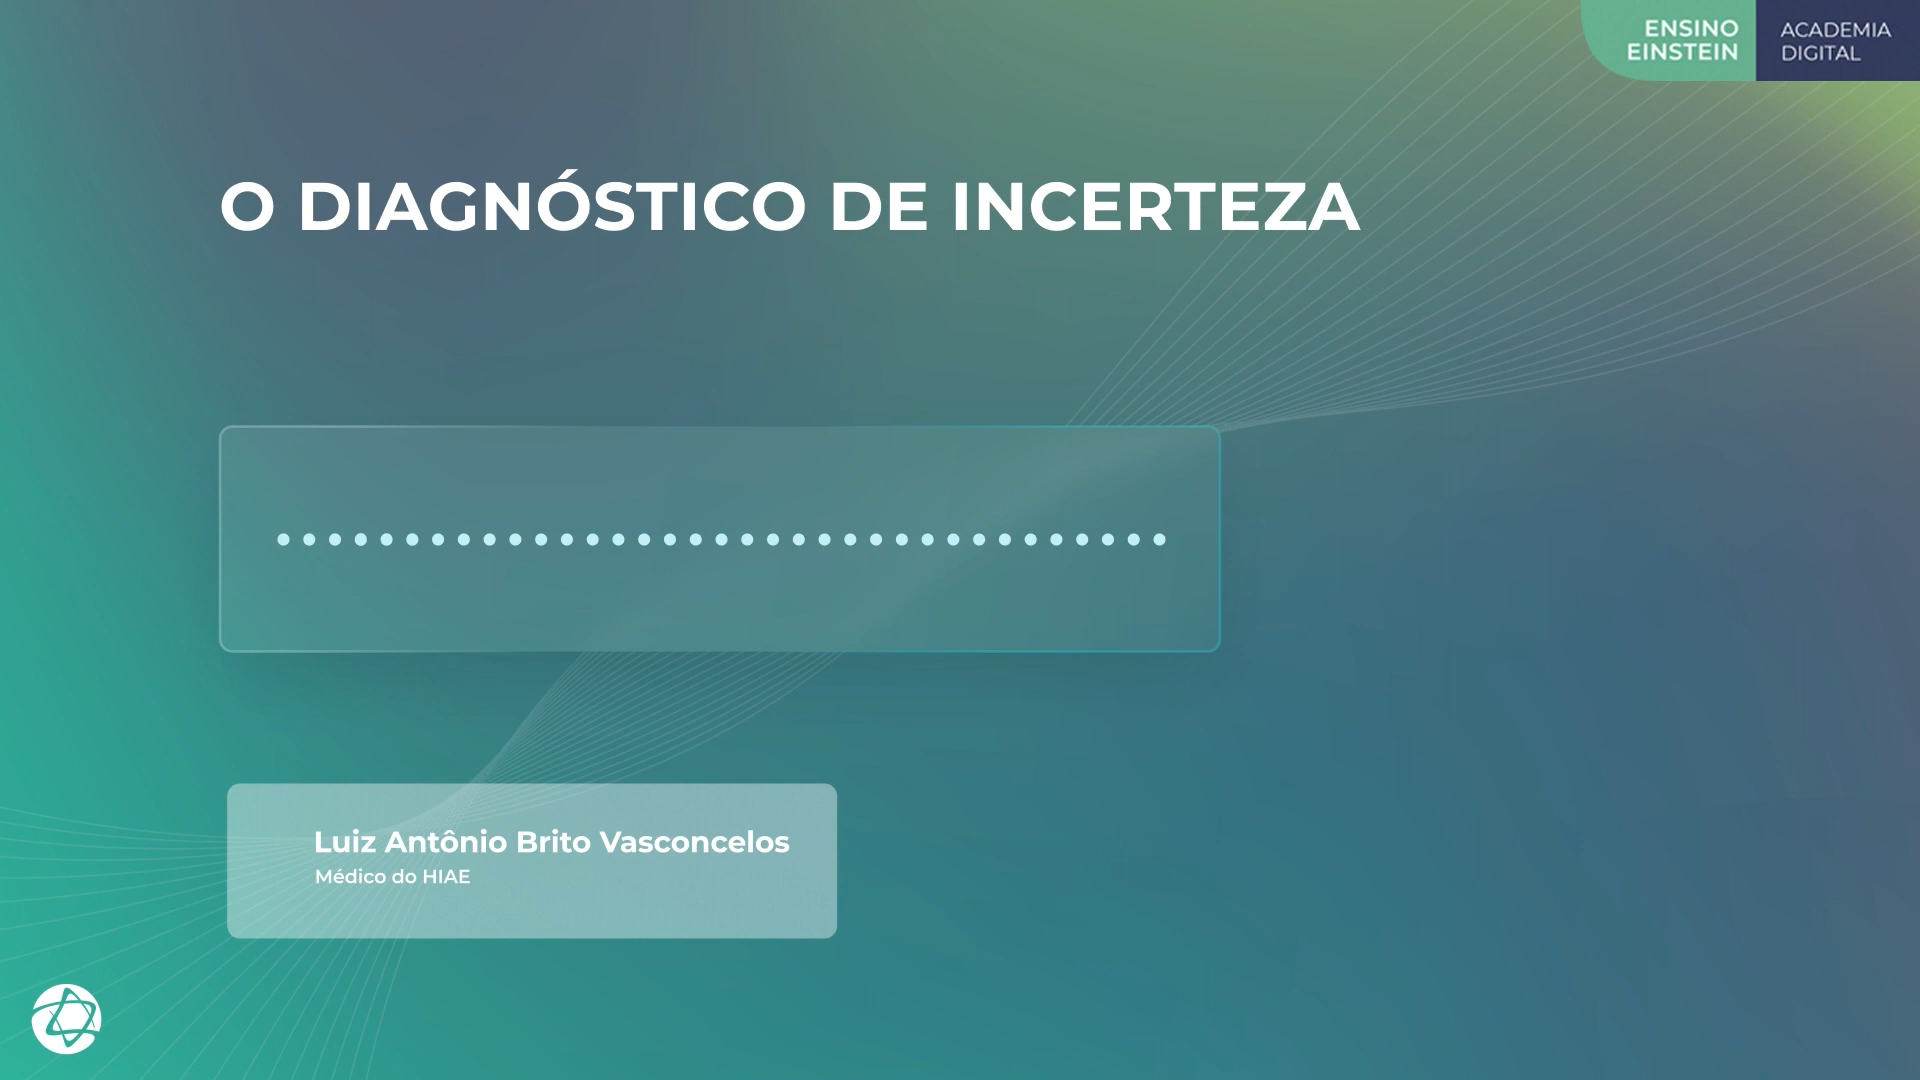 ENSINO
EINSTEIN
ACADEMIA
DIGITAL
O DIAGNÓSTICO DE INCERTEZA
Luiz Antônio Brito Vasconcelos
Médico do HIAE